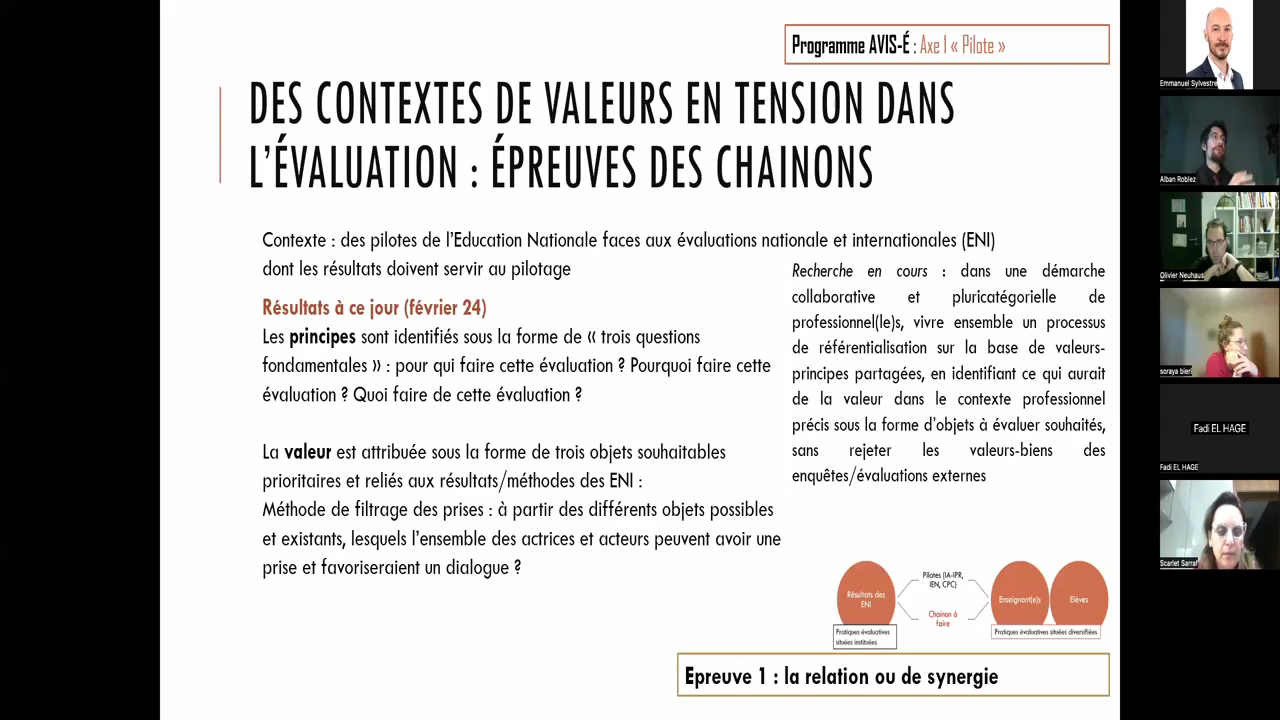 Programme AVIS-É : Axe 1 « Pilote »
DES CONTEXTES DE VALEURS EN TENSION DANS
L’ÉVALUATION : ÉPREUVES DES CHAINONS
Contexte : des pilotes de l’Education Nationale faces aux évaluations nationale et internationales (ENI)
dont les résultats doivent servir au pilotage
Résultats à ce jour (février 24)
Les principes sont identifiés sous la forme de « trois questions
fondamentales » : pour qui faire cette évaluation ? Pourquoi faire cette
évaluation ? Quoi faire de cette évaluation ?
La valeur est attribuée sous la forme de trois objets souhaitables
prioritaires et reliés aux résultats/méthodes des ENI :
Méthode de filtrage des prises : à partir des différents objets possibles
et existants, lesquels l’ensemble des actrices et acteurs peuvent avoir une
prise et favoriseraient un dialogue ?
Recherche en cours : dans une démarche
collaborative et pluricatégorielle de
professionnel(le)s, vivre ensemble un processus
de référentialisation sur la base de valeurs-
principes partagées, en identifiant ce qui aurait
de la valeur dans le contexte professionnel
précis sous la forme d’objets à évaluer souhaités,
sans rejeter les valeurs-biens des
enquêtes/évaluations externes
Résultats des
ENI
Pratiques évaluatives
situées instituées
Pilotes (IA-IPR,
IEN, CPC)
Chainon à
faire
Enseignant(e)s
Elèves
Pratiques évaluatives situées diversifiées
Epreuve 1 : la relation ou de synergie
Emmanuel Sylvestre
Alban Roblez
Olivier Neuhaus
soraya bieri
Fadi EL HAGE
Fadi EL HAGE
Scarlet Sarraf